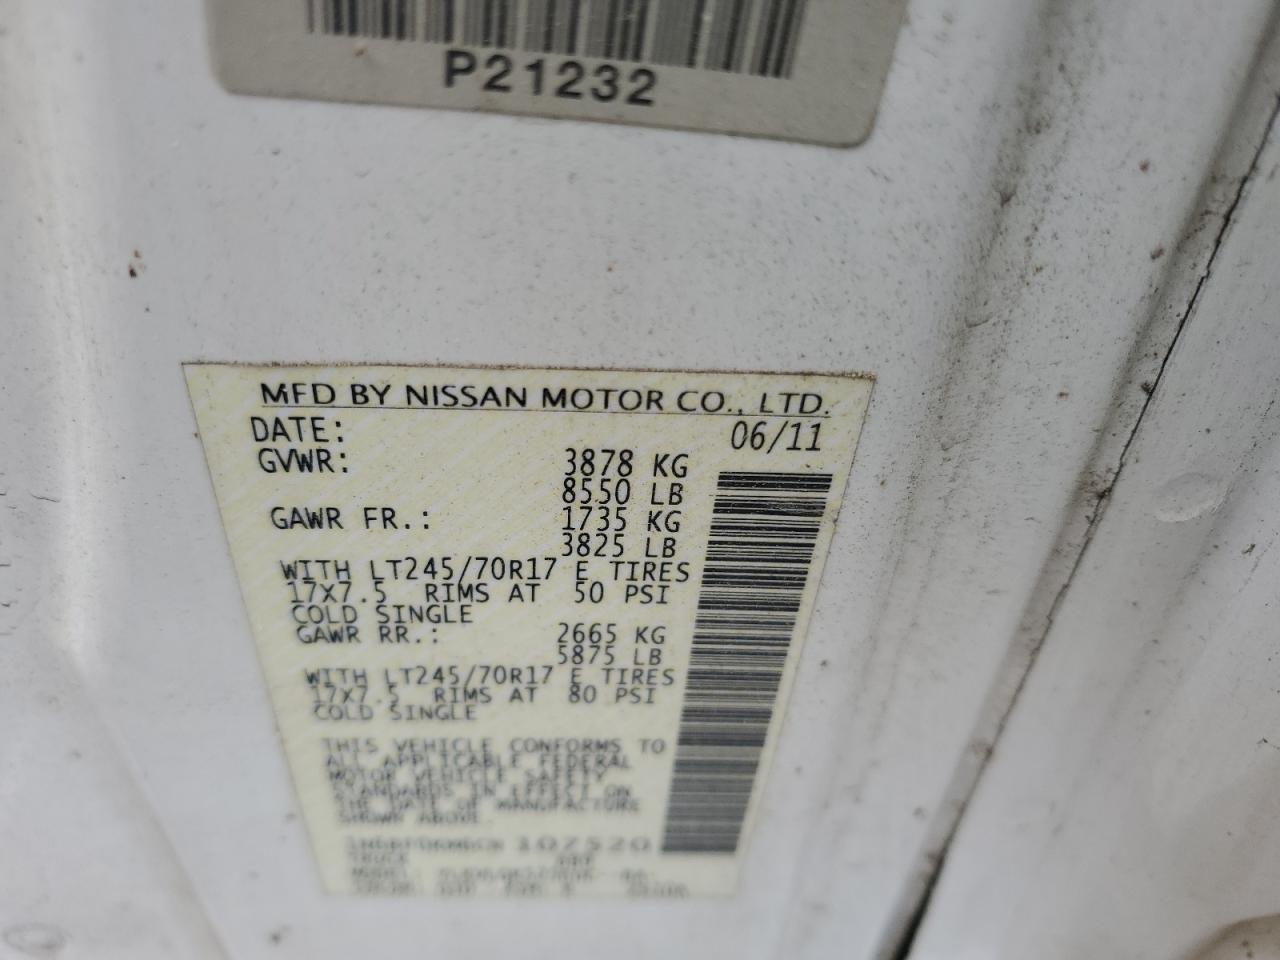 P21232
MFD BY NISSAN MOTOR CO., LTD.
DATE: 06/11
GVWR: 3878 KG
8550 LB
GAWR FR.: 1735 KG
3825 LB
WITH LT245/70R17 E TIRES
17X7.5 RIMS AT 50 PSI
COLD SINGLE
GAWR RR.: 2665 KG
5875 LB
WITH LT245/70R17 E TIRES
17X7.5 RIMS AT 80 PSI
COLD SINGLE
THIS VEHICLE CONFORMS TO
ALL APPLICABLE FEDERAL
MOTOR VEHICLE SAFETY
STANDARDS IN EFFECT ON
THE DATE OF MANUFACTURE
SHOWN ABOVE.
107520
TRUCK
MODEL: